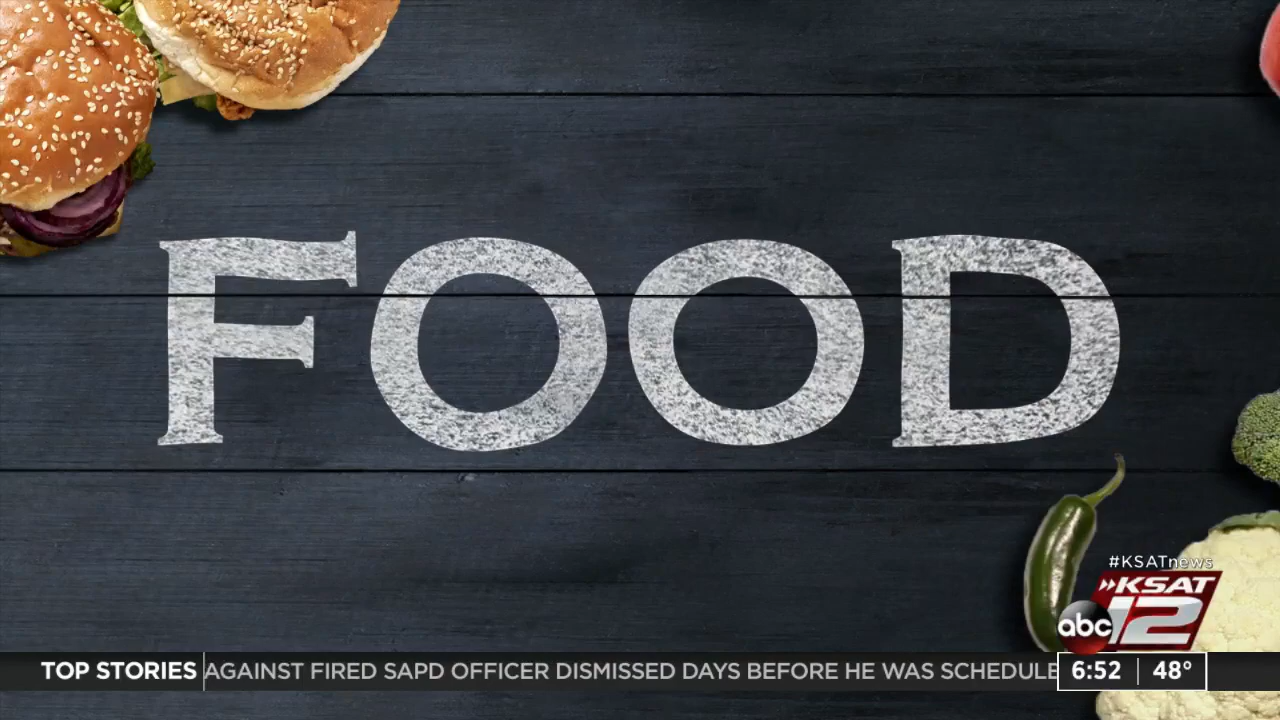 FOOD
#KSATnews
KSAT
abc 12
TOP STORIES AGAINST FIRED SAPD OFFICER DISMISSED DAYS BEFORE HE WAS SCHEDULE 6:52 48°